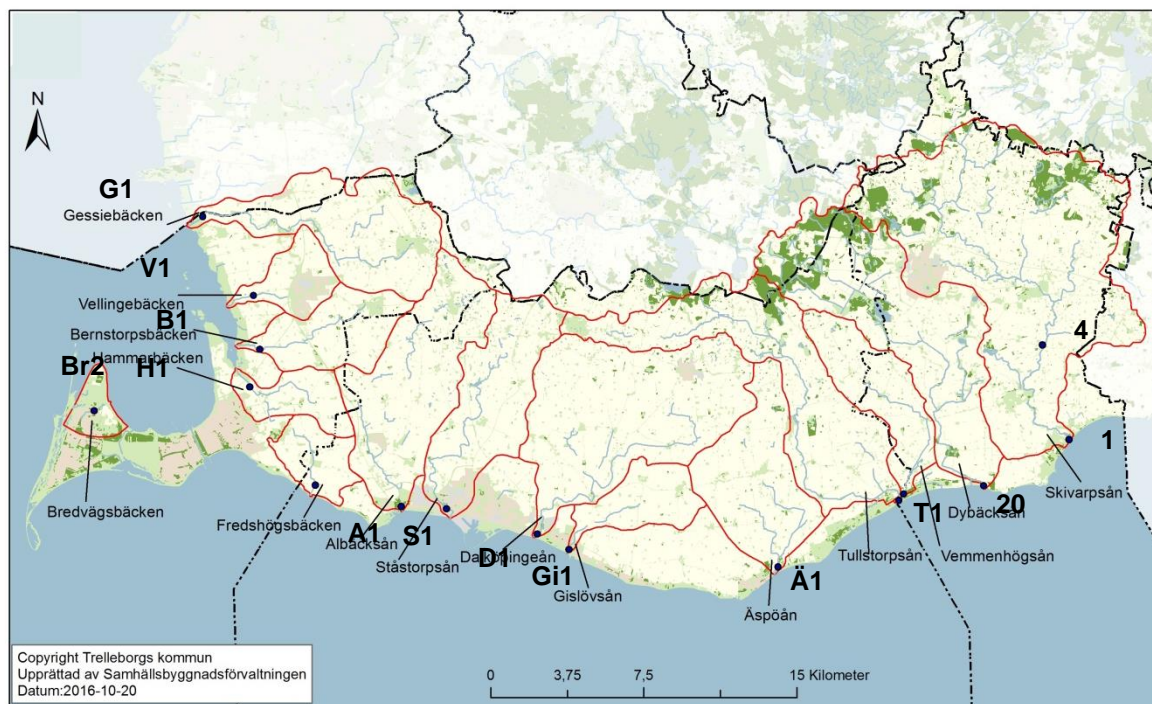 N
G1
Gessiebäcken
V1
Vellingebäcken
B1
Bernstorpsbäcken
Hammarbäcken
H1
Br2
4
1
Bredvägsbäcken
Fredshögsbäcken
A1
Albäcksån
S1
Ståstorpsån
D1
Dalköpingeån
Gi1
Gislövsån
Ä1
Äspöån
Tullstorpsån
T1
Vemmenhögsån
Dybäcksån
20
Skivarpsån
Copyright Trelleborgs kommun
Upprättad av Samhällsbyggnadsförvaltningen
Datum:2016-10-20
0 3,75 7,5 15 Kilometer